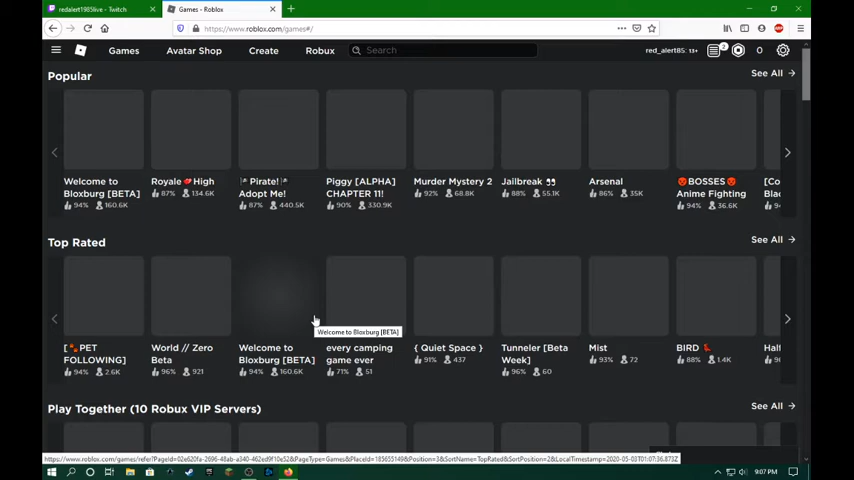 redalert1985live - Twitch
Games - Roblox
https://www.roblox.com/games#/
Games
Avatar Shop
Create
Robux
Search
red_alert85: 13+
2
0
Popular
See All
Welcome to
Bloxburg [BETA]
94% 160.6K
Royale High
87% 134.6K
Pirate!
Adopt Me!
87% 440.5K
Piggy [ALPHA]
CHAPTER 11!
90% 330.9K
Murder Mystery 2
92% 68.8K
Jailbreak
88% 55.1K
Arsenal
86% 35K
BOSSES
Anime Fighting
94% 36.6K
Top Rated
See All
[ PET
FOLLOWING]
94% 2.6K
World // Zero
Beta
96% 921
Welcome to
Bloxburg [BETA]
94% 160.6K
Welcome to Bloxburg [BETA]
every camping
game ever
71% 51
{ Quiet Space }
91% 437
Tunneler [Beta
Week]
96% 60
Mist
93% 72
BIRD
88% 1.4K
Play Together (10 Robux VIP Servers)
See All
9:07 PM